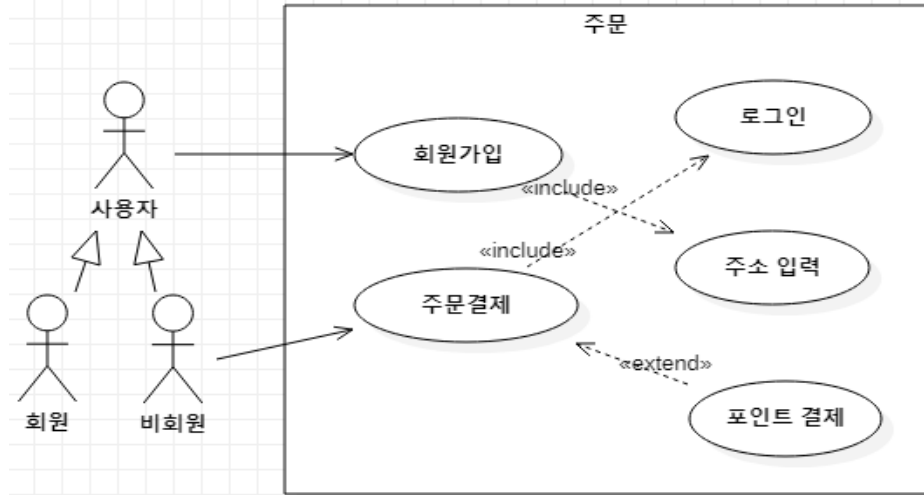 주문
사용자
회원
비회원
회원가입
로그인
«include»
«include»
주소 입력
주문결제
«extend»
포인트 결제